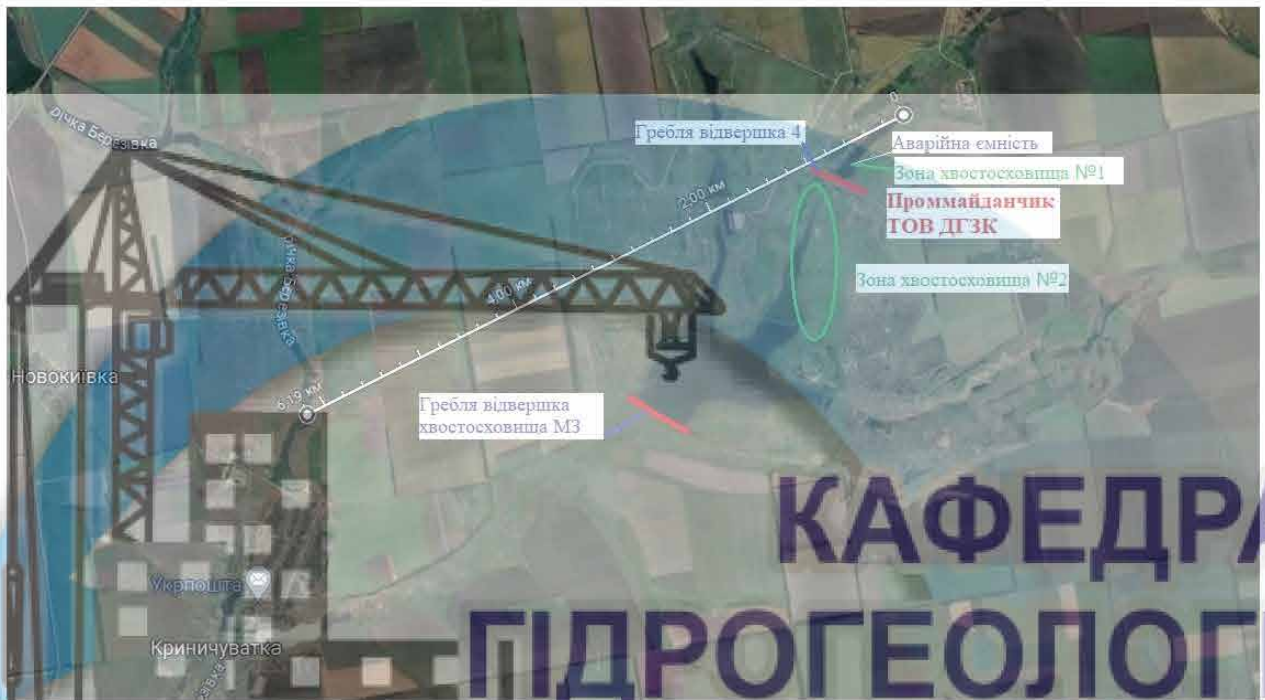 річка Березівка
0
Гребля відвершка 4
Аварійна ємність
Зона хвостосховища №1
Проммайданчик
ТОВ ДГЗК
2.00 км
річка Березівка
Зона хвостосховища №2
4.00 км
Новокиївка
6.19 км
Гребля відвершка
хвостосховища МЗ
КАФЕДРА
Укрпошта
ГІДРОГЕОЛОГ
Криничуватка